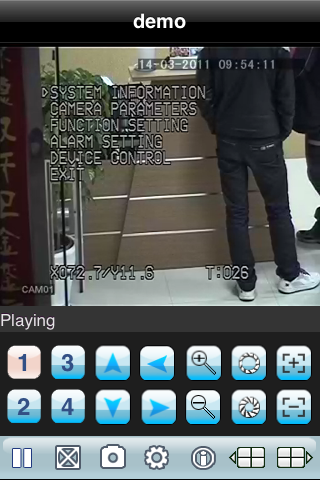 demo
14-03-2011 09:54:11
SYSTEM INFORMATION
CAMERA PARAMETERS
FUNCTION SETTING
ALARM SETTING
DEVICE CONTROL
EXIT
X072.7/Y11.6 T:026
CAM01
Playing
1 3
2 4